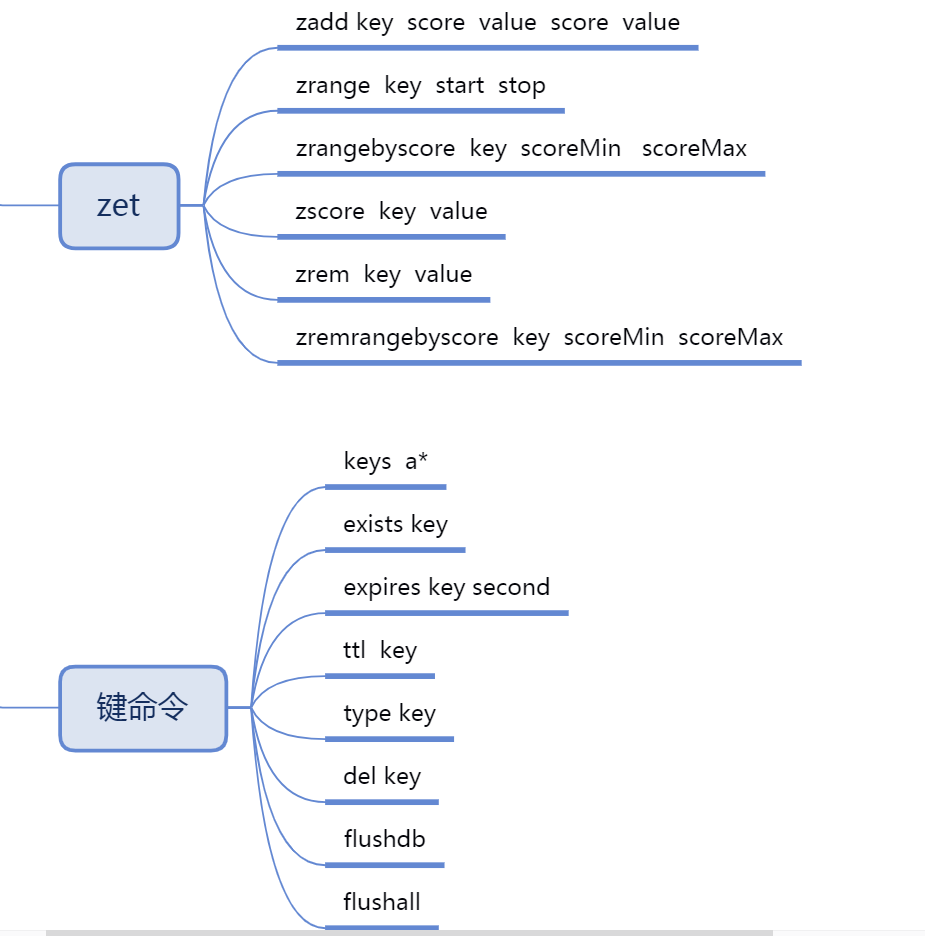 zadd key score value score value
zrange key start stop
zrangebyscore key scoreMin scoreMax
zet
zscore key value
zrem key value
zremrangebyscore key scoreMin scoreMax
keys a*
exists key
expires key second
ttl key
键命令
type key
del key
flushdb
flushall